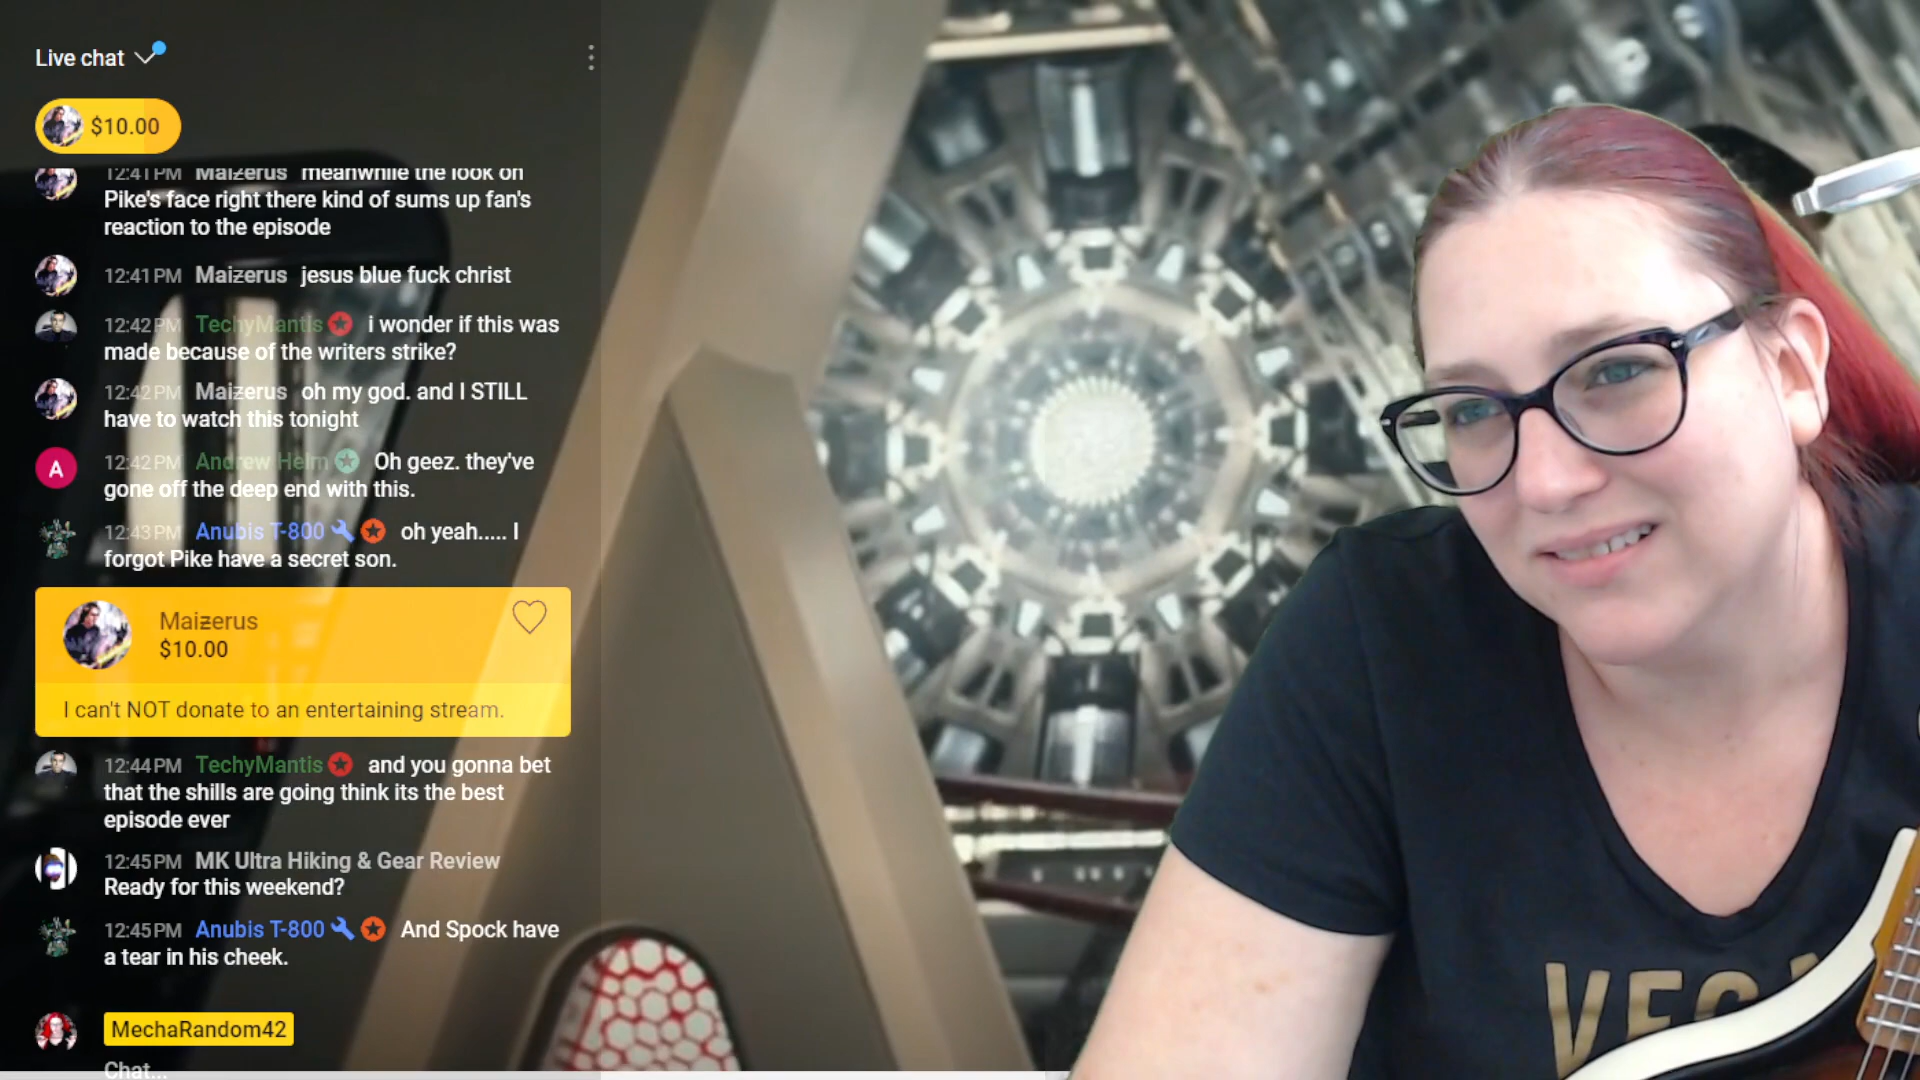 Live chat
$10.00
12:41 PM Maizerus meanwhile the look on
Pike's face right there kind of sums up fan's
reaction to the episode
12:41 PM Maizerus jesus blue fuck christ
12:42 PM TechyMantis i wonder if this was
made because of the writers strike?
12:42 PM Maizerus oh my god. and I STILL
have to watch this tonight
A
12:42 PM Andrew Helm Oh geez. they've
gone off the deep end with this.
12:43 PM Anubis T-800 oh yeah..... I
forgot Pike have a secret son.
Maizerus
$10.00
I can't NOT donate to an entertaining stream.
12:44 PM TechyMantis and you gonna bet
that the shills are going think its the best
episode ever
12:45 PM MK Ultra Hiking & Gear Review
Ready for this weekend?
12:45 PM Anubis T-800 And Spock have
a tear in his cheek.
MechaRandom42
Chat...